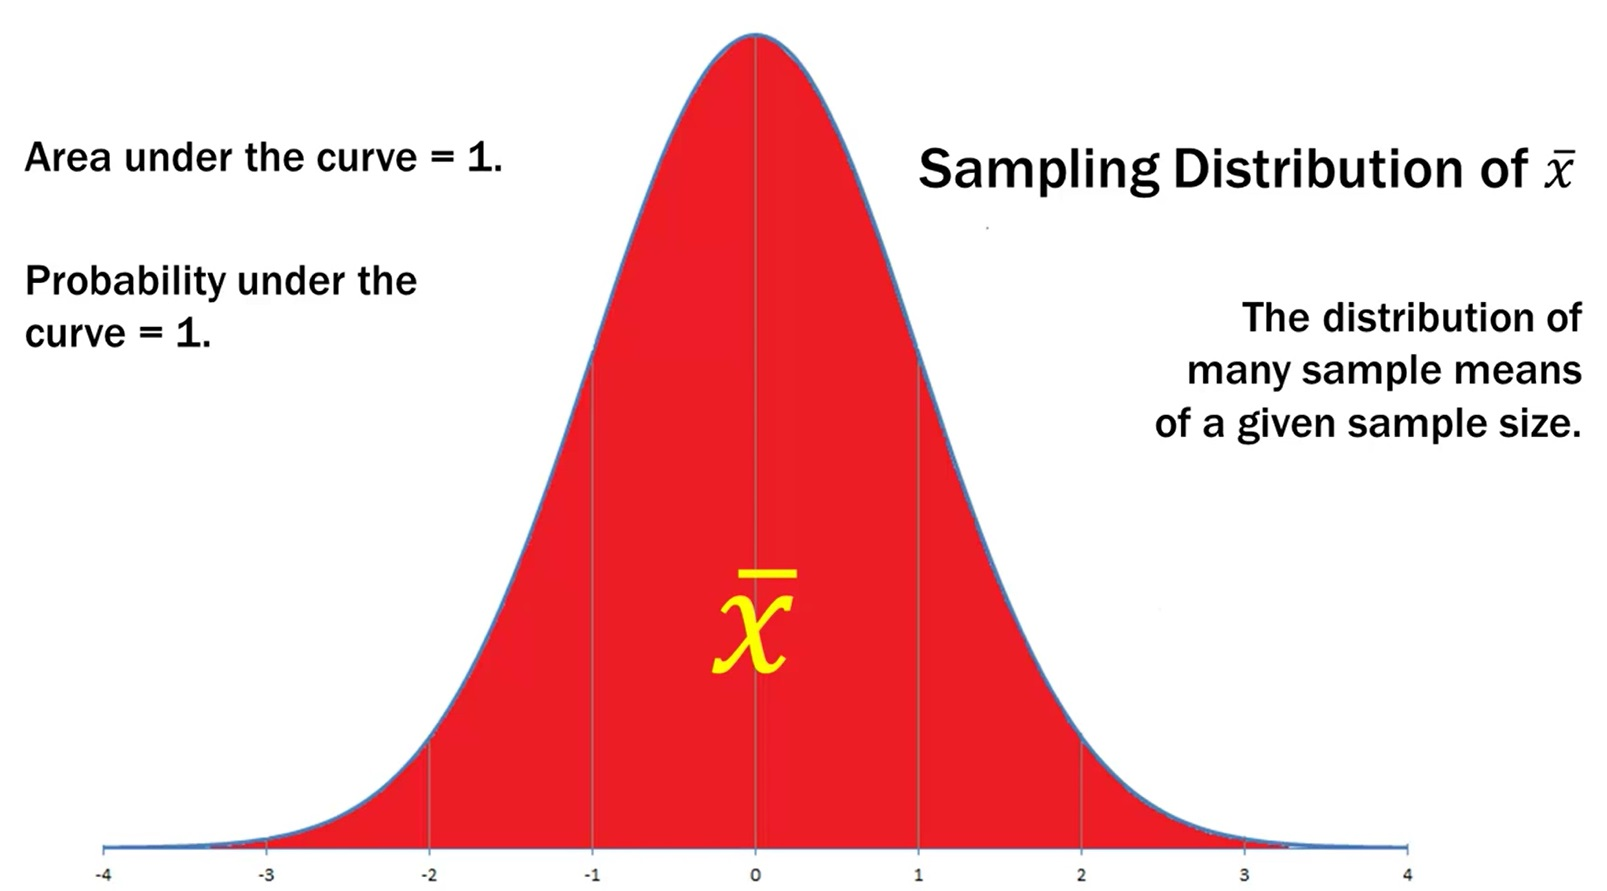 Area under the curve = 1.
Sampling Distribution of x̄
Probability under the
curve = 1.
The distribution of
many sample means
of a given sample size.
x̄
-4 -3 -2 -1 0 1 2 3 4